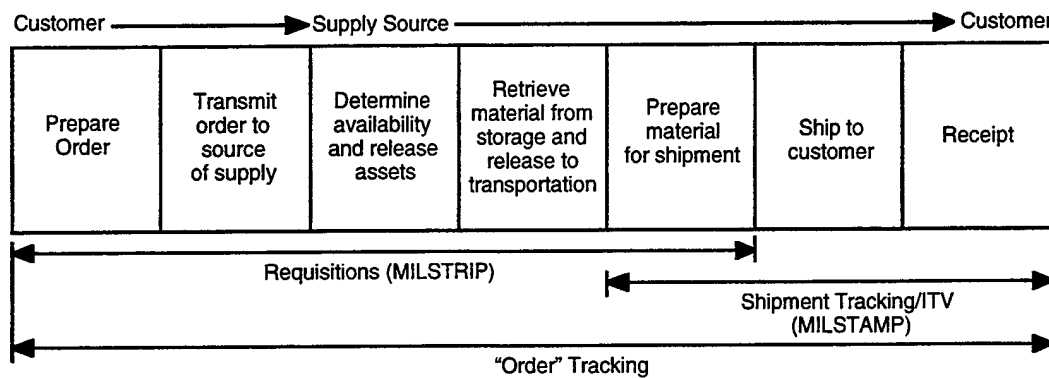 Customer Supply Source Customer
Prepare
Order
Transmit
order to
source
of supply
Determine
availability
and release
assets
Retrieve
material from
storage and
release to
transportation
Prepare
material
for shipment
Ship to
customer
Receipt
Requisitions (MILSTRIP)
Shipment Tracking/ITV
(MILSTAMP)
“Order” Tracking